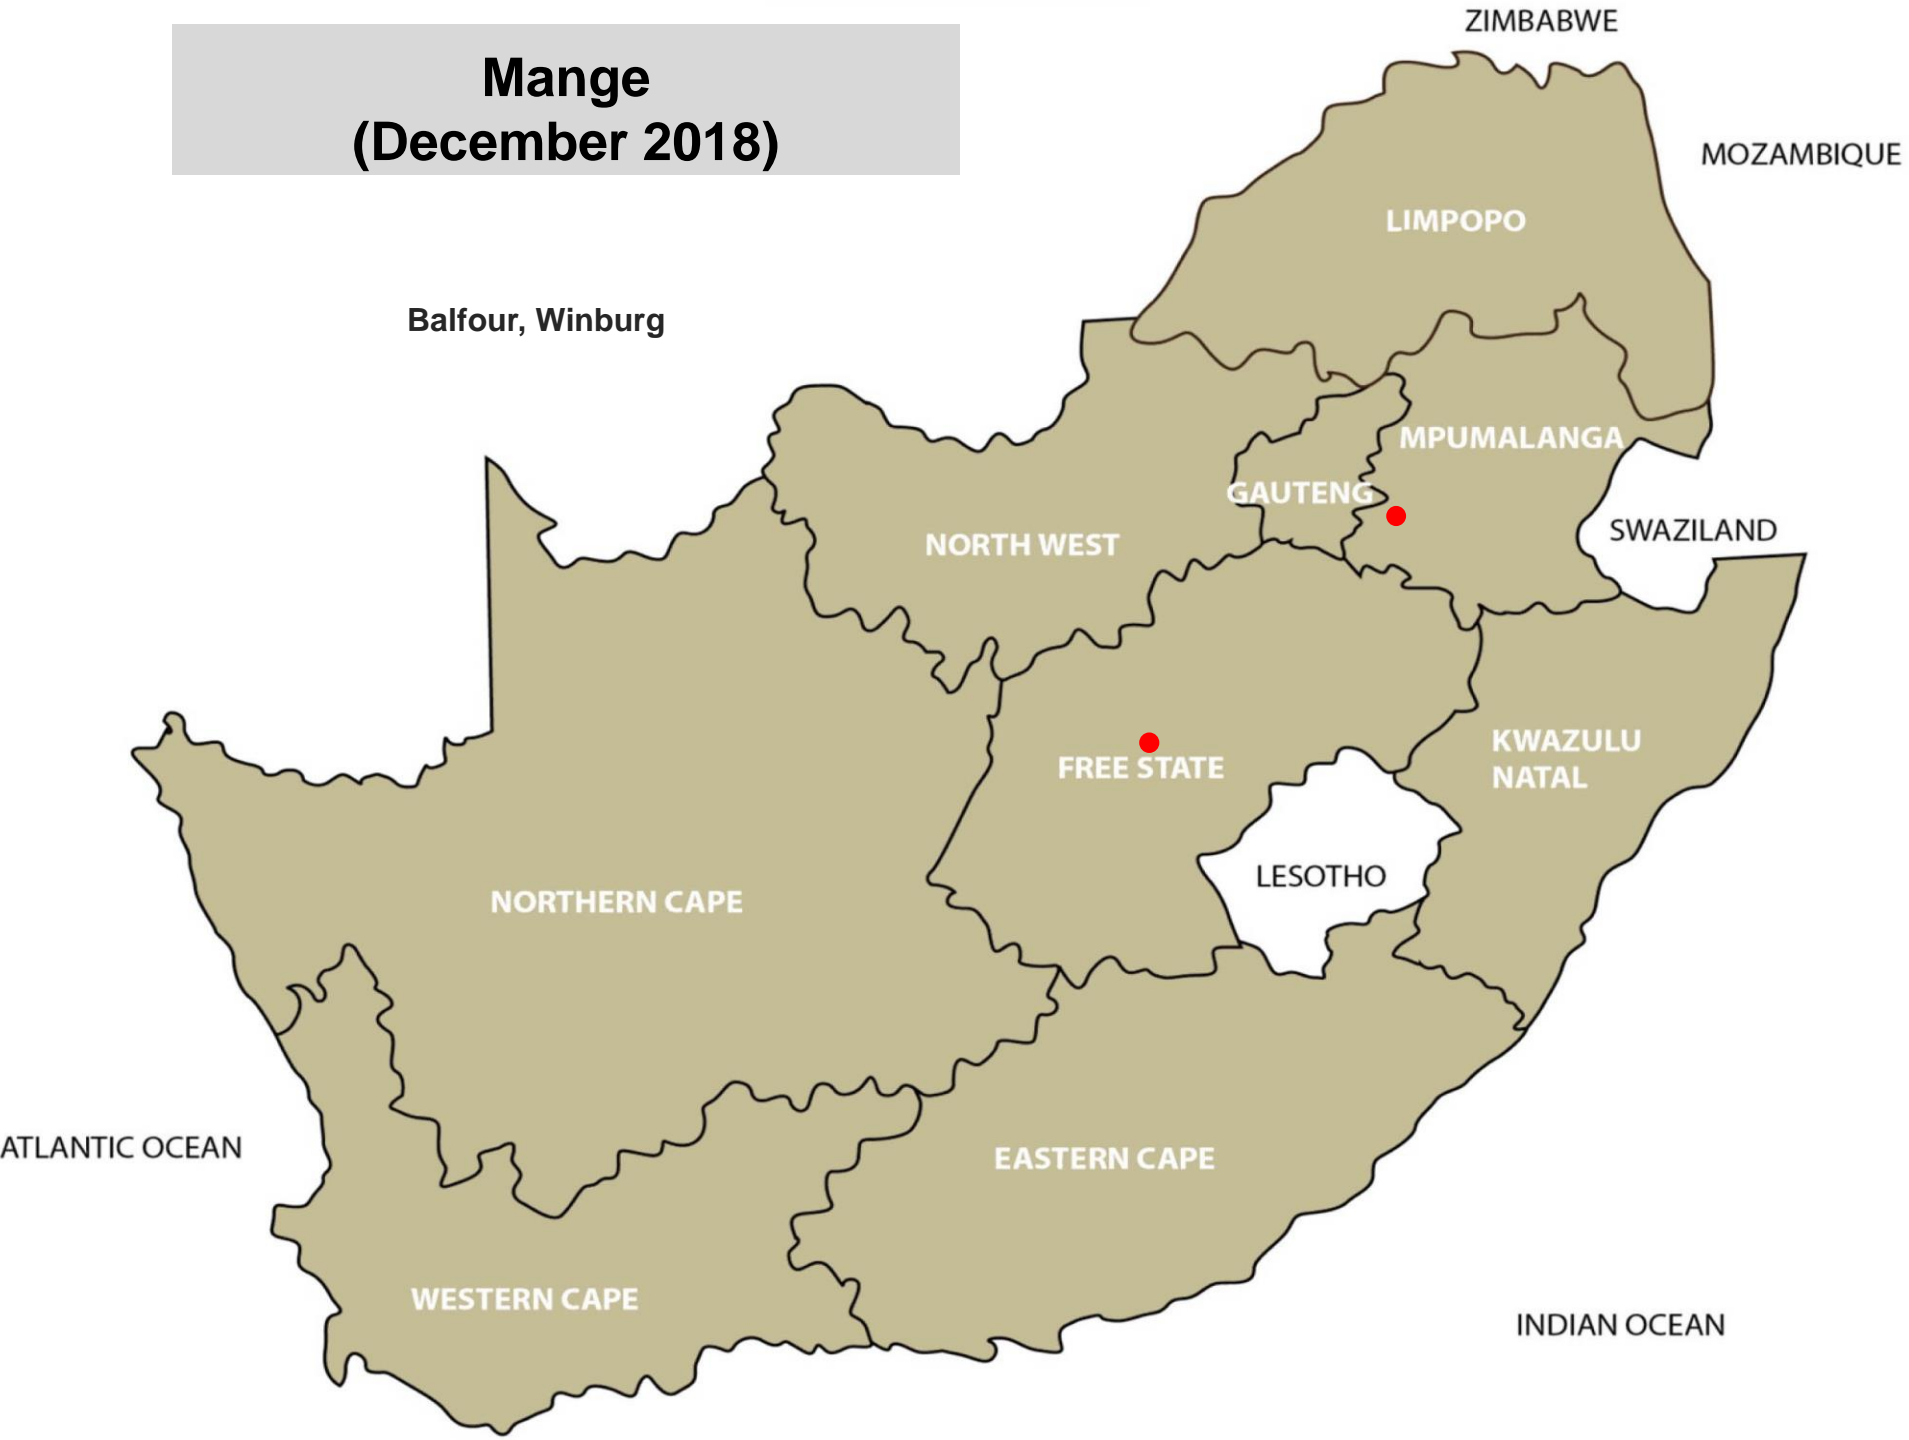 ZIMBABWE
Mange
(December 2018)
MOZAMBIQUE
LIMPOPO
Balfour, Winburg
MPUMALANGA
GAUTENG
NORTH WEST
SWAZILAND
FREE STATE
KWAZULU
NATAL
LESOTHO
NORTHERN CAPE
ATLANTIC OCEAN
EASTERN CAPE
WESTERN CAPE
INDIAN OCEAN